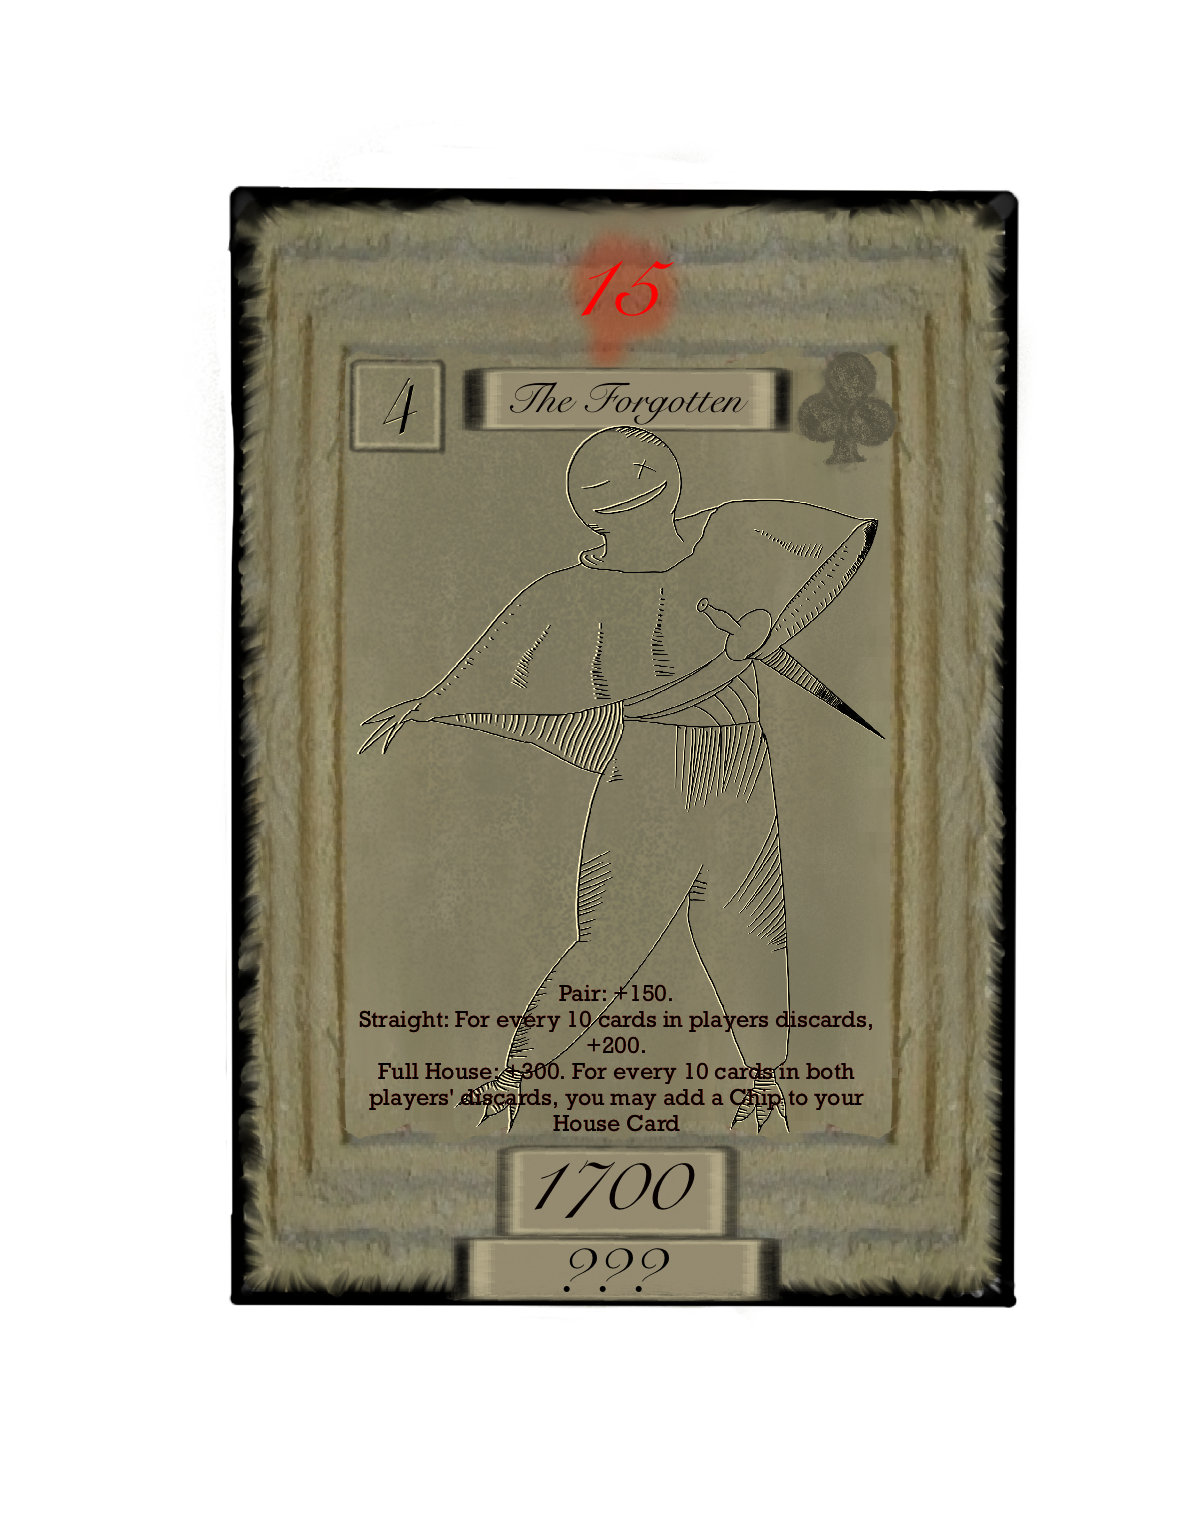 15
4
The Forgotten
Pair: +150.
Straight: For every 10 cards in players discards,
+200.
Full House: +300. For every 10 cards in both
players' discards, you may add a Chip to your
House Card
1700
???